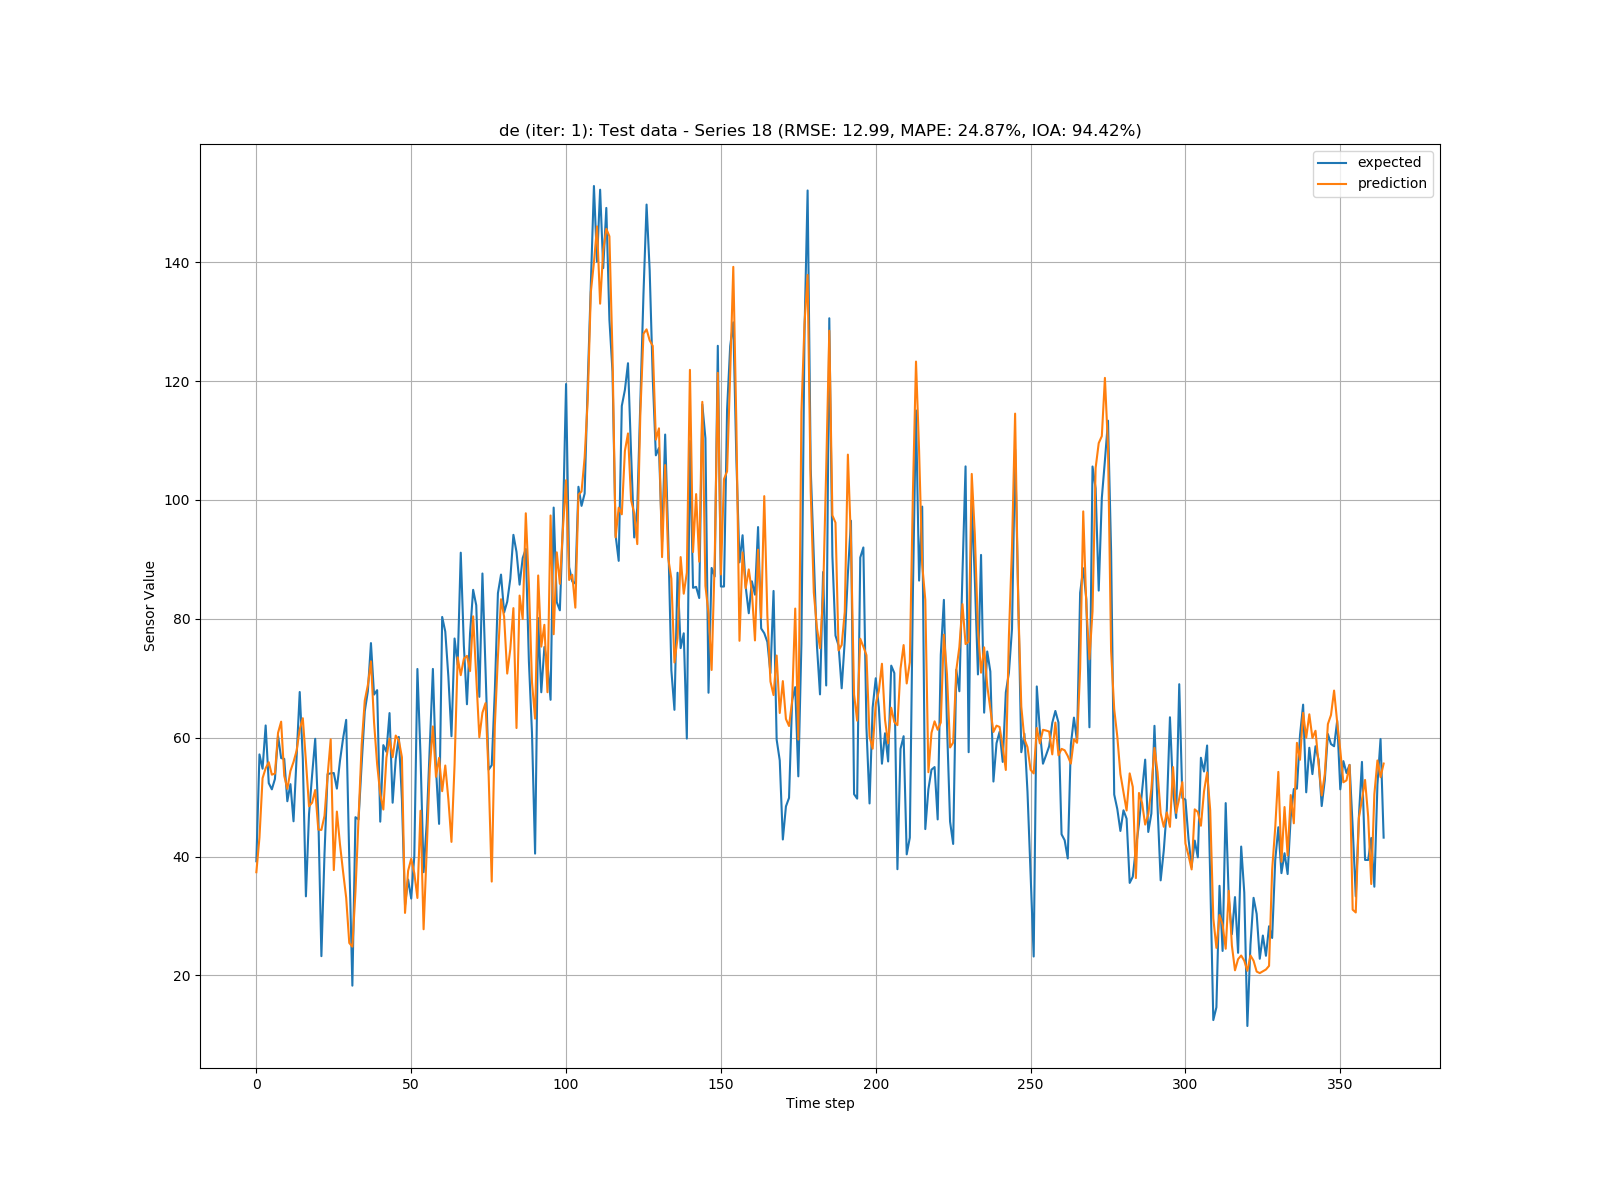 de (iter: 1): Test data - Series 18 (RMSE: 12.99, MAPE: 24.87%, IOA: 94.42%)
expected
prediction
140
120
100
80
60
40
20
Sensor Value
0 50 100 150 200 250 300 350
Time step